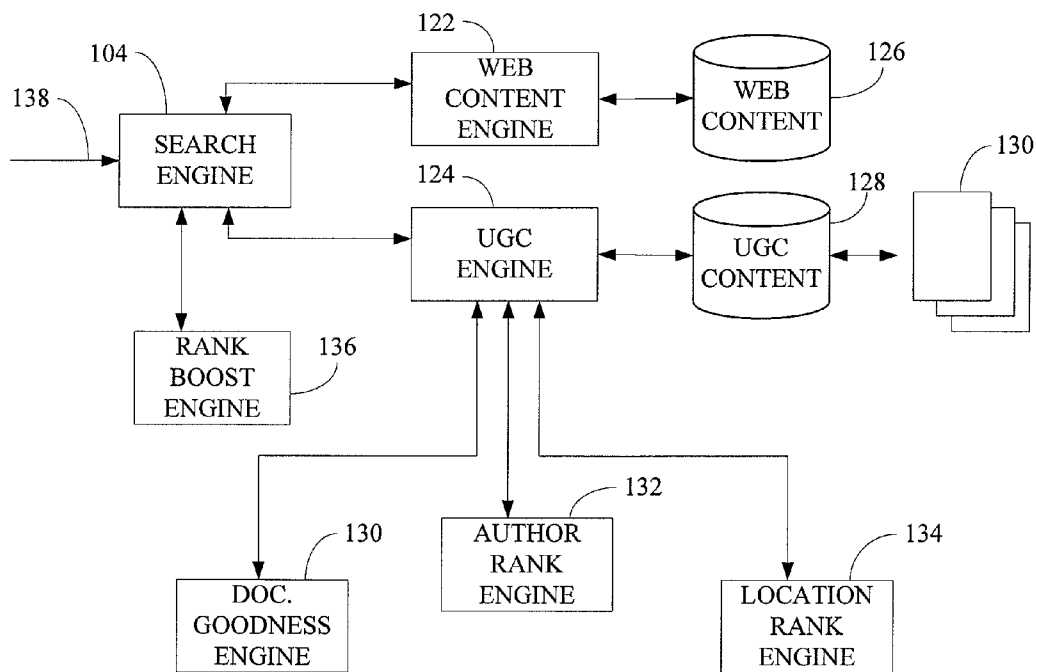 122
104
WEB
CONTENT
ENGINE
126
WEB
CONTENT
138
SEARCH
ENGINE
124
UGC
ENGINE
128
UGC
CONTENT
130
RANK
BOOST
ENGINE
136
132
AUTHOR
RANK
ENGINE
130
DOC.
GOODNESS
ENGINE
134
LOCATION
RANK
ENGINE